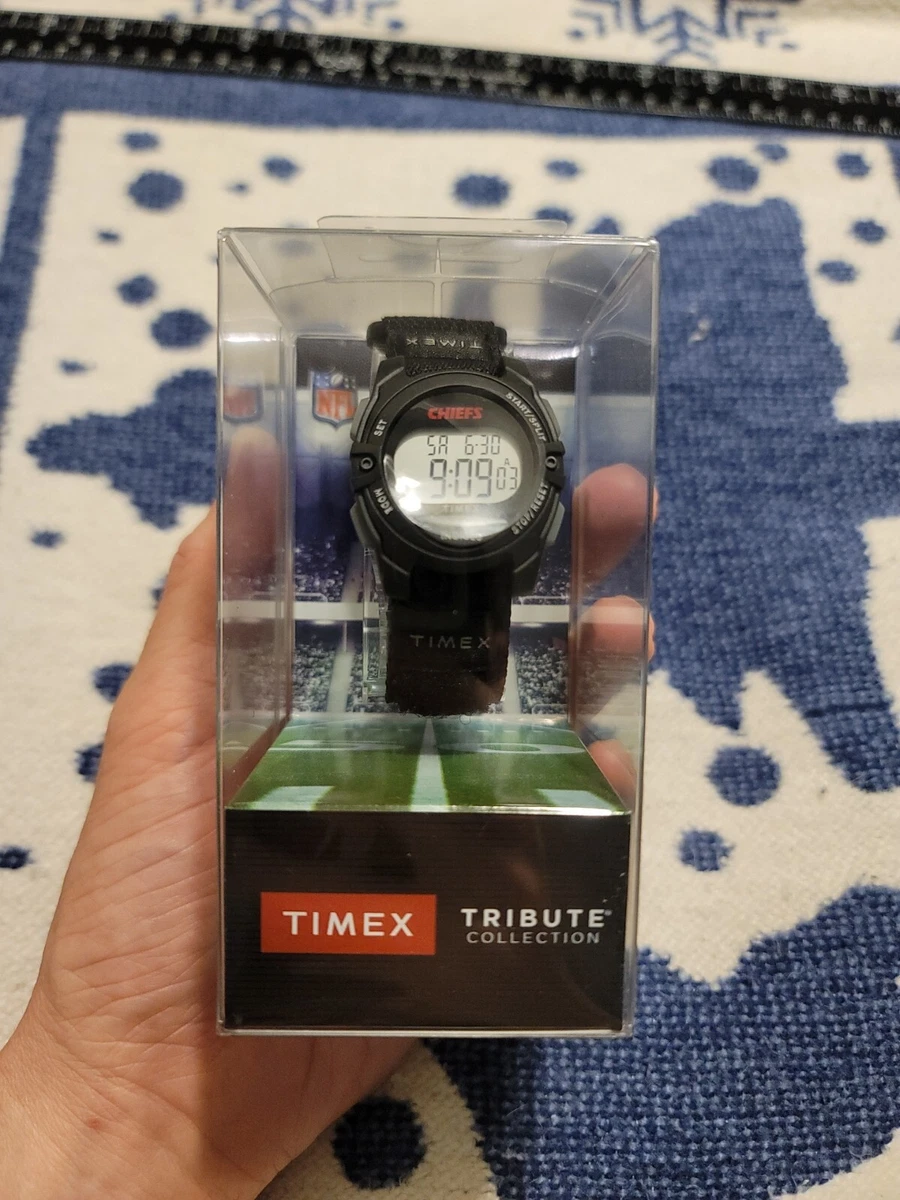 TIMEX
NFL
CHIEFS
SET
START/SPLIT
SA 6-30
A
9:09 03
TIMEX
MODE
STOP/RESET
TIMEX
TIMEX
TRIBUTE®
COLLECTION